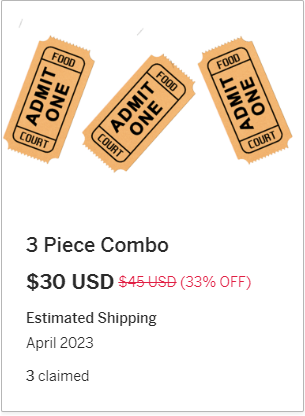 FOOD
ADMIT
ONE
COURT
FOOD
ADMIT
ONE
COURT
FOOD
ADMIT
ONE
COURT
3 Piece Combo
$30 USD $45 USD (33% OFF)
Estimated Shipping
April 2023
3 claimed